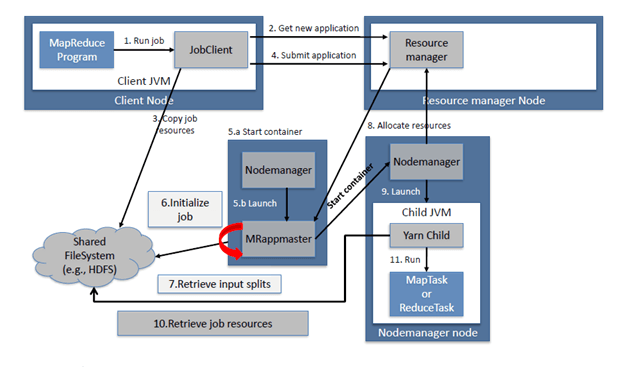 2. Get new application
MapReduce
Program
1. Run job
JobClient
Resource
manager
4. Submit application
Client JVM
Client Node
Resource manager Node
3. Copy job
resources
8. Allocate resources
5.a Start container
Nodemanager
Nodemanager
5.b Launch
Start container
9. Launch
6.Initialize
job
Child JVM
MRappmaster
Yarn Child
Shared
FileSystem
(e.g., HDFS)
11. Run
7.Retrieve input splits
MapTask
or
ReduceTask
10.Retrieve job resources
Nodemanager node